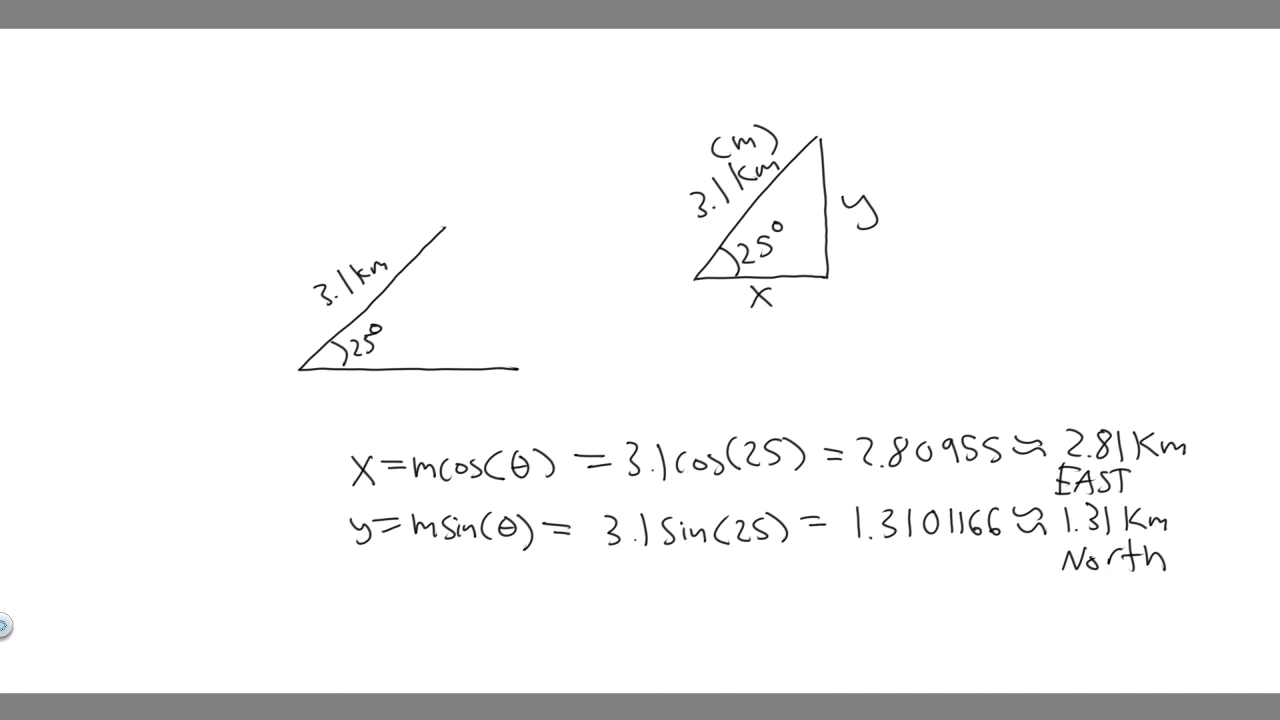 (m)
3.1km
y
25°
x
3.1km
25°
x=mcos(θ) = 3.1cos(25) = 2.80955 ≈ 2.81 Km
EAST
y=msin(θ) = 3.1 sin(25) = 1.3101166 ≈ 1.31 Km
North